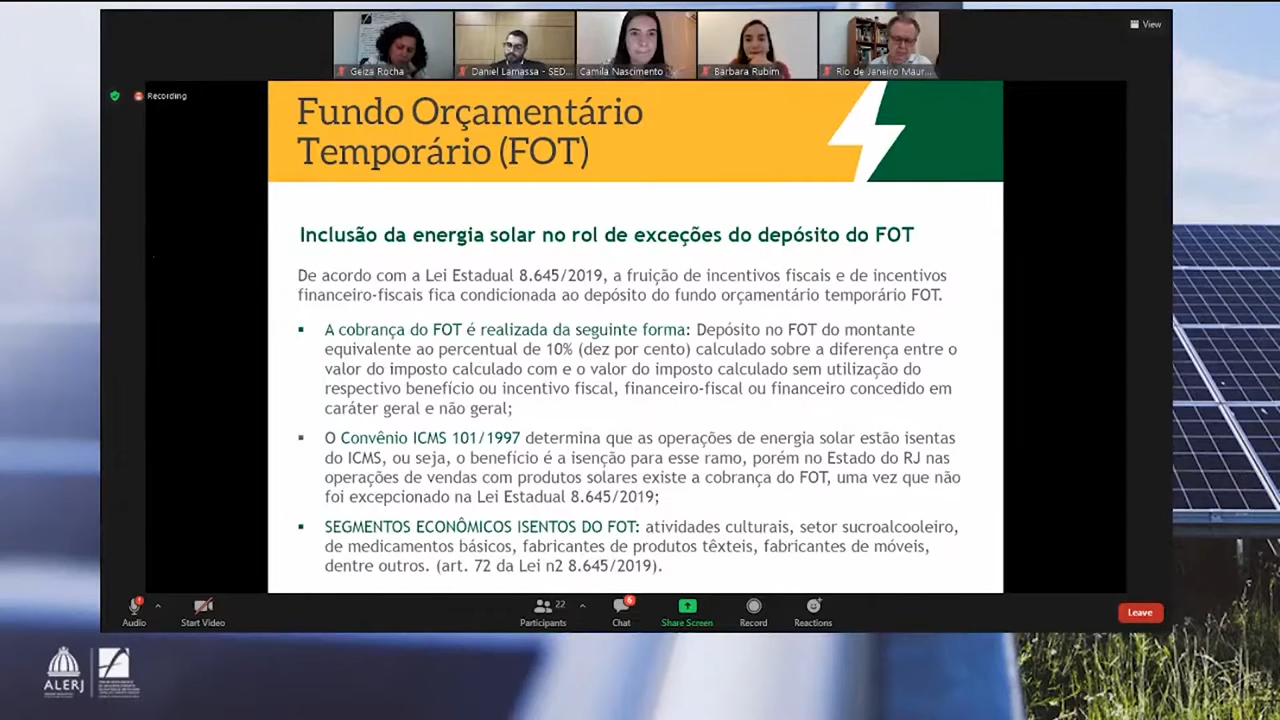 View
Geiza Rocha
Daniel Lamassa - SED...
Camila Nascimento
Barbara Rubim
Rio de Janeiro Maur...
Recording
Fundo Orçamentário
Temporário (FOT)
Inclusão da energia solar no rol de exceções do depósito do FOT
De acordo com a Lei Estadual 8.645/2019, a fruição de incentivos fiscais e de incentivos
financeiro-fiscais fica condicionada ao depósito do fundo orçamentário temporário FOT.
▪ A cobrança do FOT é realizada da seguinte forma: Depósito no FOT do montante
equivalente ao percentual de 10% (dez por cento) calculado sobre a diferença entre o
valor do imposto calculado com e o valor do imposto calculado sem utilização do
respectivo benefício ou incentivo fiscal, financeiro-fiscal ou financeiro concedido em
caráter geral e não geral;
▪ O Convênio ICMS 101/1997 determina que as operações de energia solar estão isentas
do ICMS, ou seja, o benefício é a isenção para esse ramo, porém no Estado do RJ nas
operações de vendas com produtos solares existe a cobrança do FOT, uma vez que não
foi excepcionado na Lei Estadual 8.645/2019;
▪ SEGMENTOS ECONÔMICOS ISENTOS DO FOT: atividades culturais, setor sucroalcooleiro,
de medicamentos básicos, fabricantes de produtos têxteis, fabricantes de móveis,
dentre outros. (art. 72 da Lei n2 8.645/2019).
Audio
Start Video
22
Participants
6
Chat
Share Screen
Record
Reactions
Leave
ALERJ